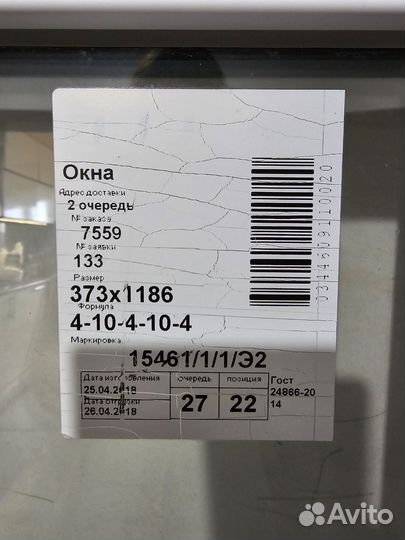 Окна
Адрес доставки
2 очередь
№ заказа
7559
№ заявки
133
Размер
373x1186
Формула
4-10-4-10-4
Маркировка
15461/1/1/Э2
Дата изготовления очередь позиция Гост
25.04.2018 27 22 24866-20
Дата отгрузки 14
26.04.2018
0344609110020
Avito